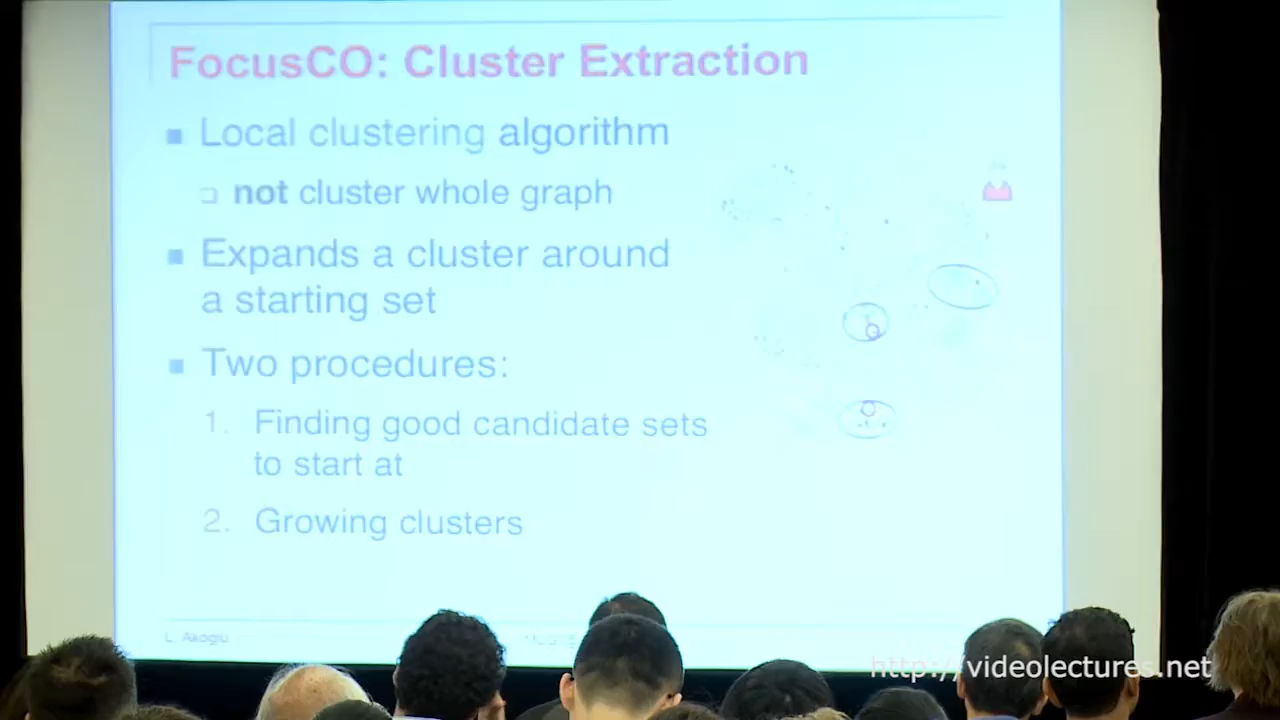 FocusCO: Cluster Extraction
Local clustering algorithm
not cluster whole graph
Expands a cluster around
a starting set
Two procedures:
1. Finding good candidate sets
to start at
2. Growing clusters
L. Akoglu
http://videolectures.net